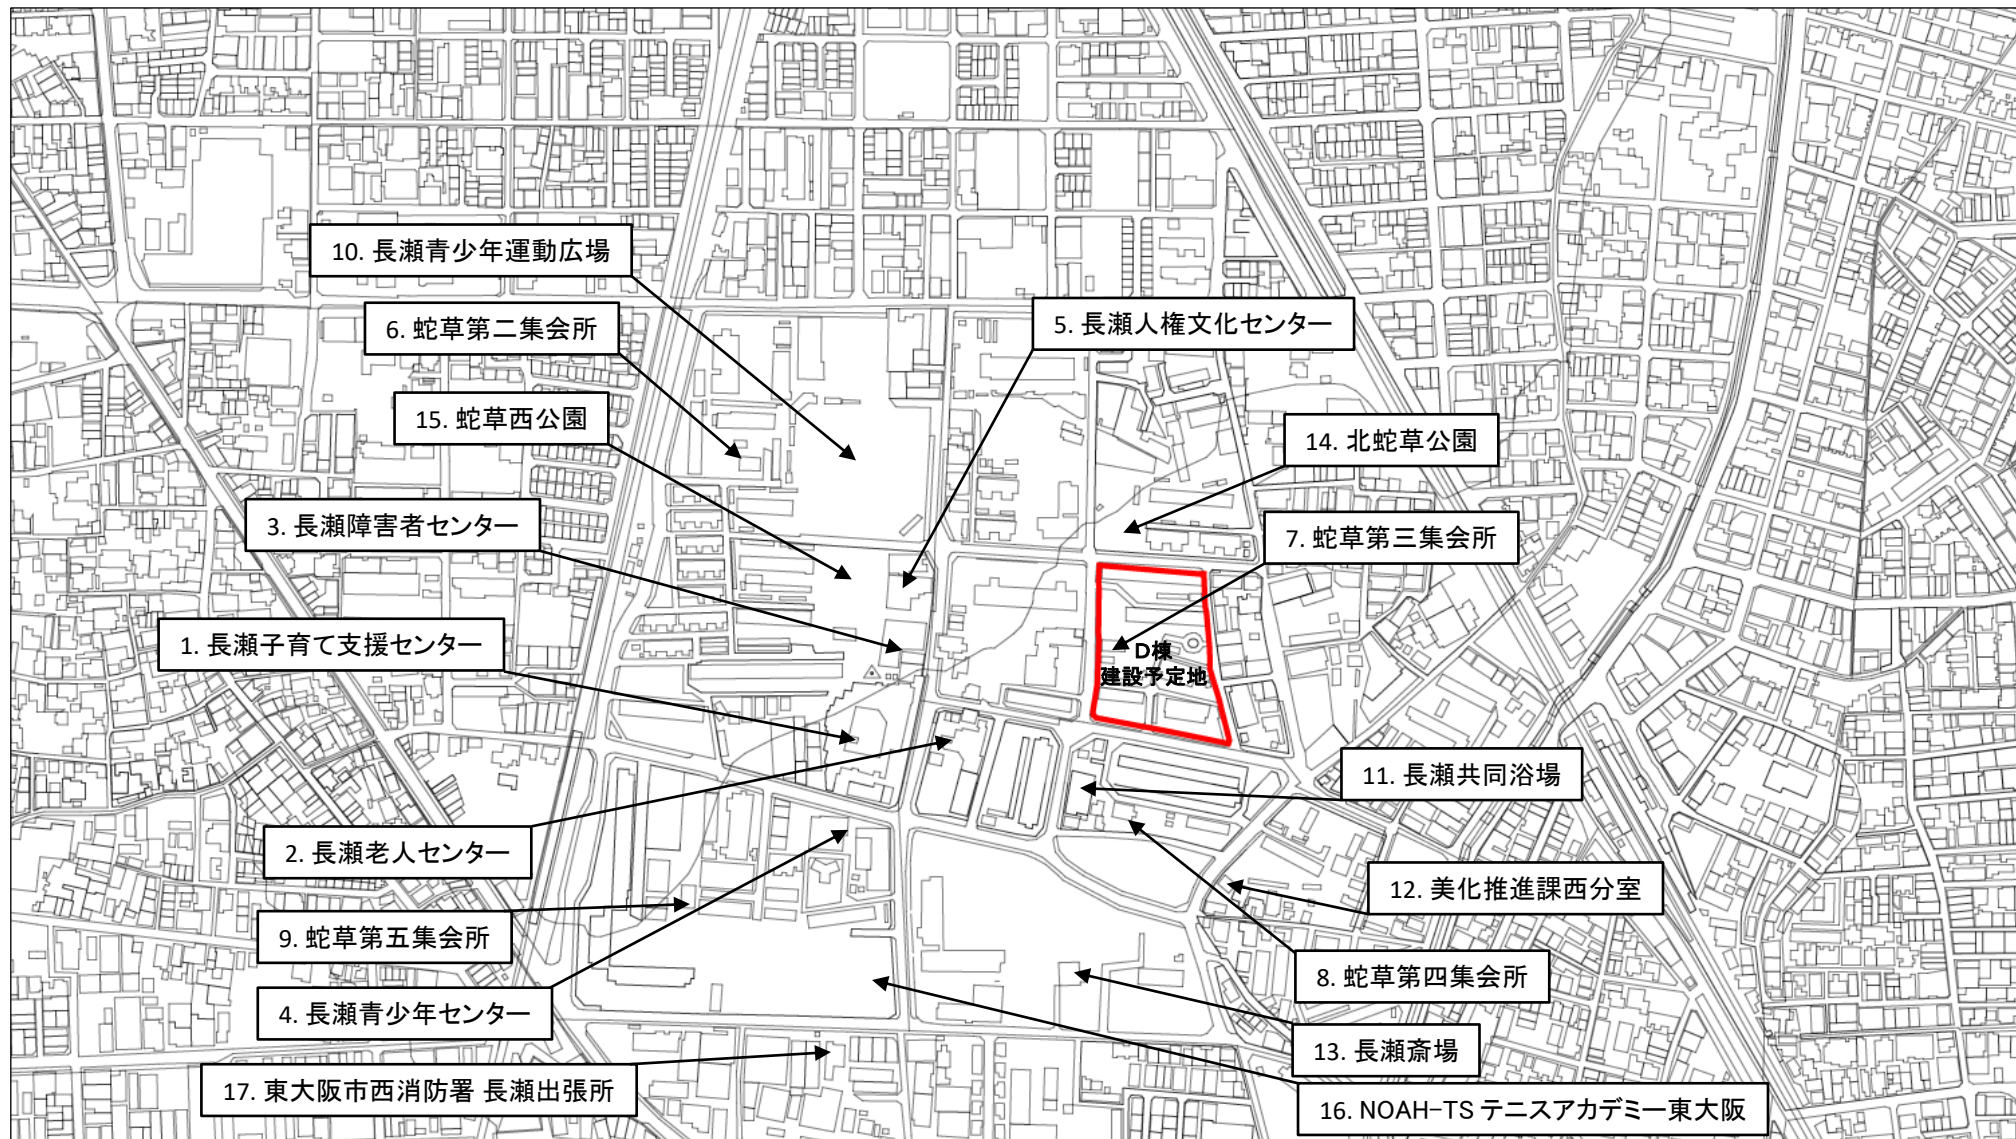 10. 長瀬青少年運動広場
6. 蛇草第二集会所
5. 長瀬人権文化センター
15. 蛇草西公園
14. 北蛇草公園
3. 長瀬障害者センター
7. 蛇草第三集会所
1. 長瀬子育て支援センター
D棟
建設予定地
11. 長瀬共同浴場
2. 長瀬老人センター
12. 美化推進課西分室
9. 蛇草第五集会所
8. 蛇草第四集会所
4. 長瀬青少年センター
13. 長瀬斎場
17. 東大阪市西消防署 長瀬出張所
16. NOAH-TS テニスアカデミー東大阪